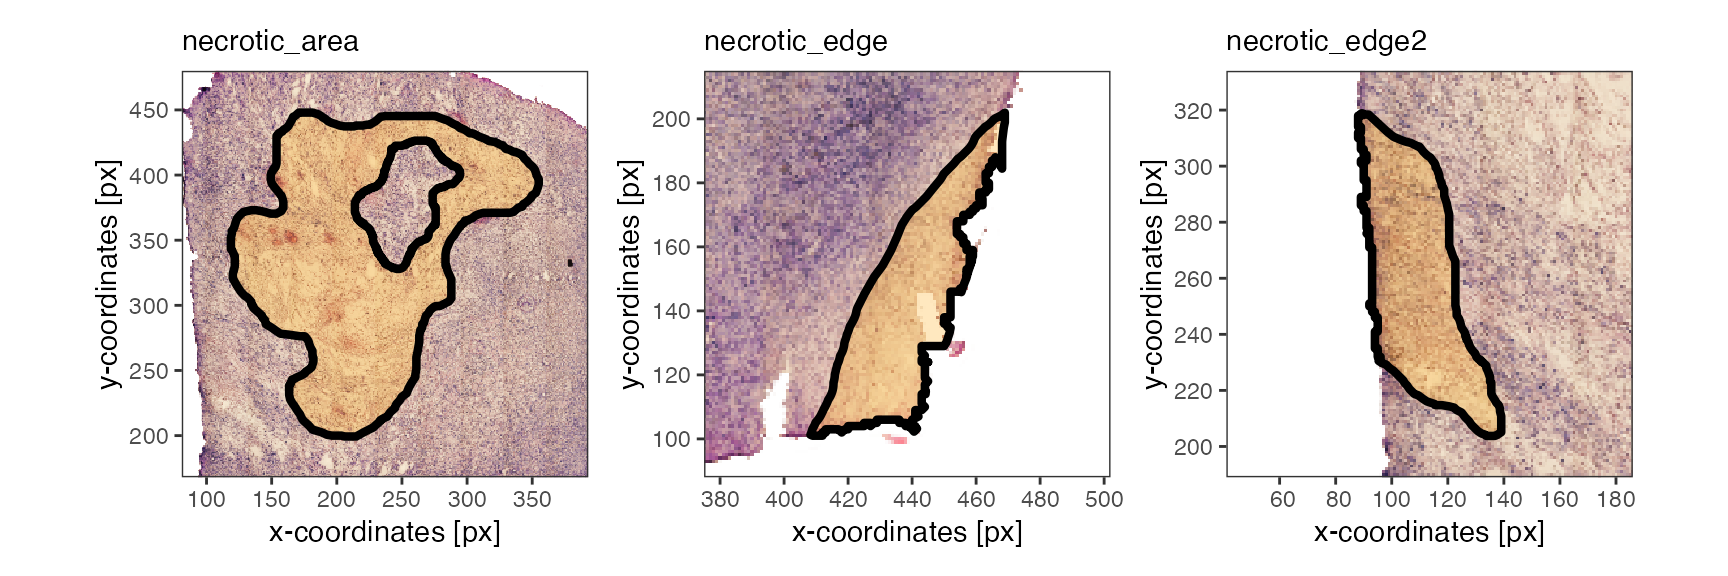 necrotic_area
necrotic_edge
necrotic_edge2
y-coordinates [px]
450
400
350
300
250
200
100 150 200 250 300 350
x-coordinates [px]
y-coordinates [px]
200
180
160
140
120
100
380 400 420 440 460 480 500
x-coordinates [px]
y-coordinates [px]
320
300
280
260
240
220
200
60 80 100 120 140 160 180
x-coordinates [px]